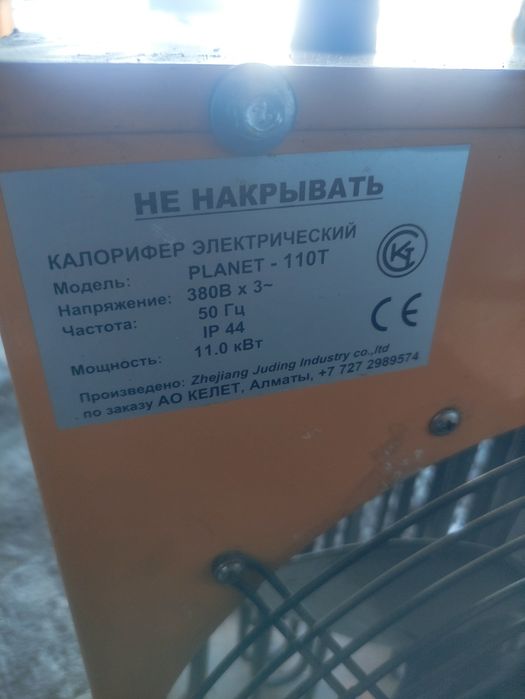 НЕ НАКРЫВАТЬ
КАЛОРИФЕР ЭЛЕКТРИЧЕСКИЙ
Модель: PLANET - 110T
Напряжение: 380В х 3~
Частота: 50 Гц
IP 44
Мощность: 11.0 кВт
Произведено: Zhejiang Juding Industry co.,ltd
по заказу АО КЕЛЕТ, Алматы, +7 727 2989574
CE